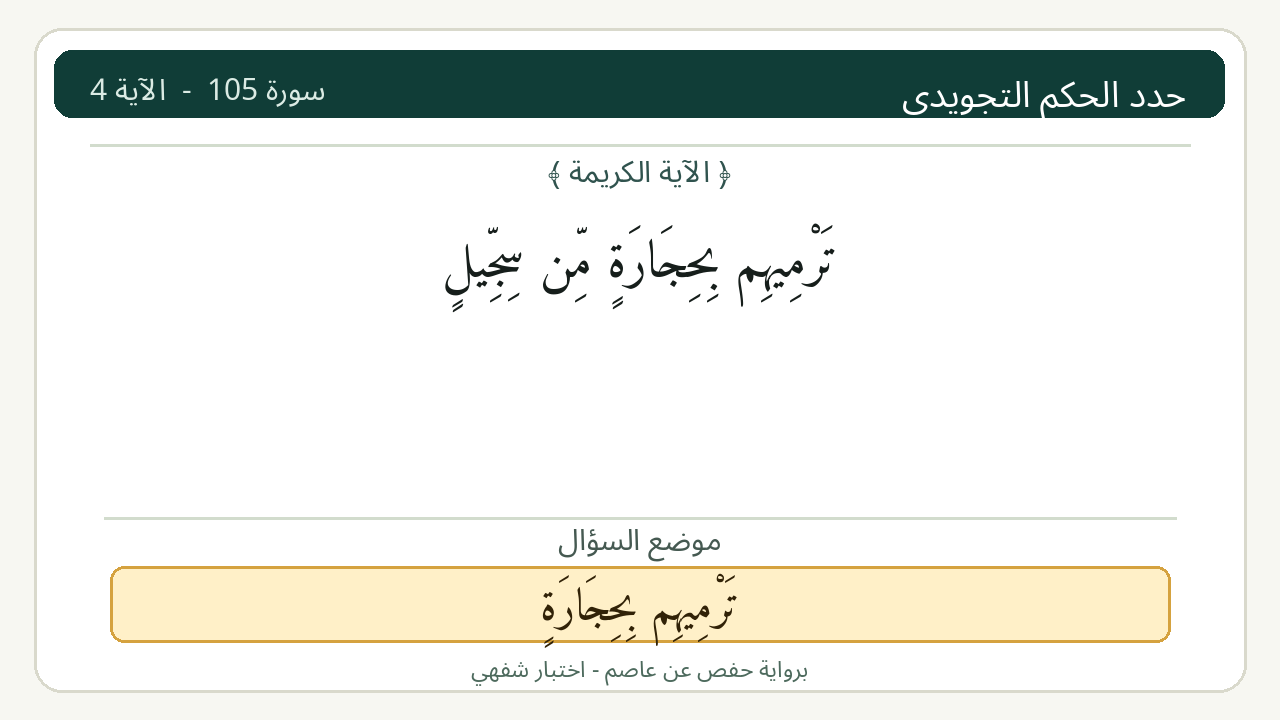 حدد الحكم التجويدى
سورة 105 - الآية 4
﴿ الآية الكريمة ﴾
تَرْمِيهِم بِحِجَارَةٍ مِّن سِجِّيلٍ
موضع السؤال
تَرْمِيهِم بِحِجَارَةٍ
برواية حفص عن عاصم - اختبار شفهي